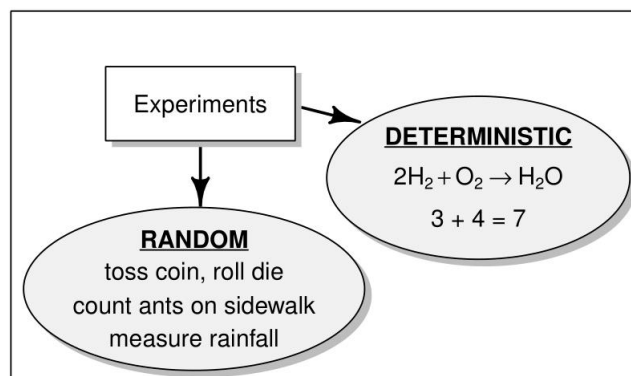 Experiments
DETERMINISTIC
2H₂ + O₂ → H₂O
3 + 4 = 7
RANDOM
toss coin, roll die
count ants on sidewalk
measure rainfall